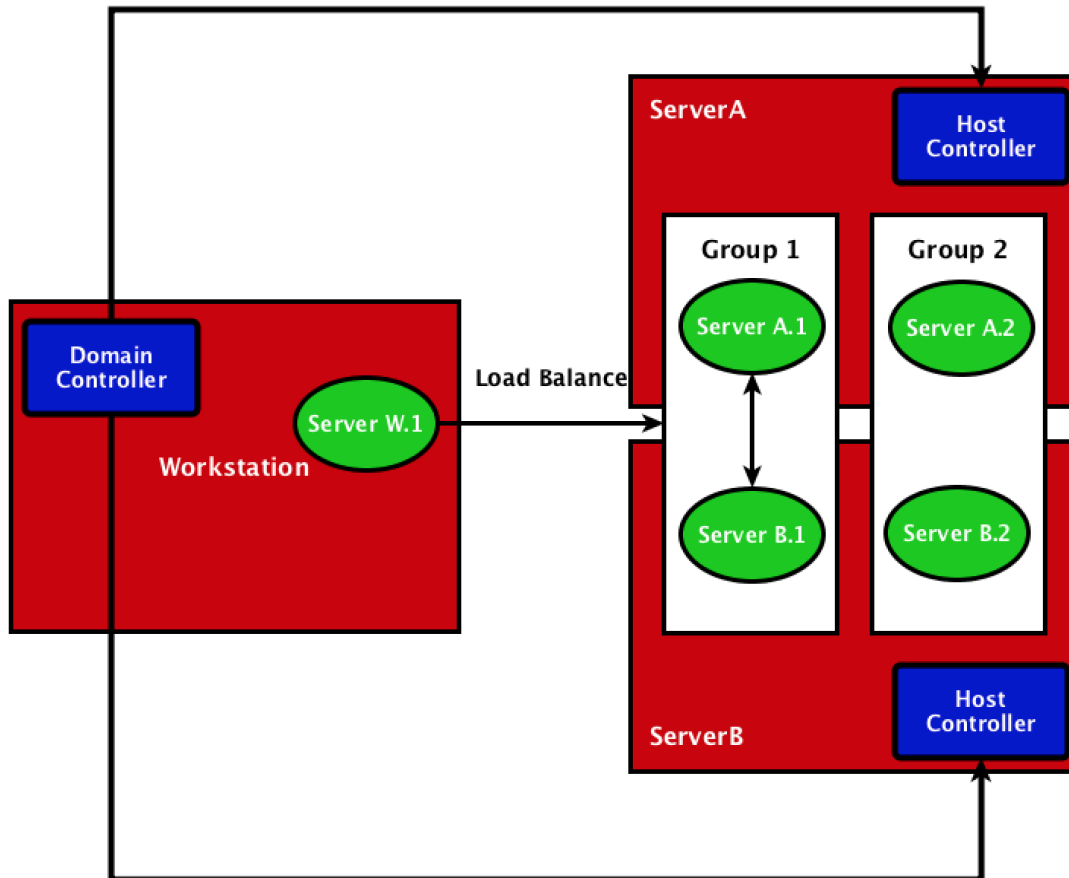 ServerA
Host
Controller
Group 1
Group 2
Server A.1
Server A.2
Domain
Controller
Load Balance
Server W.1
Workstation
Server B.1
Server B.2
Host
Controller
ServerB